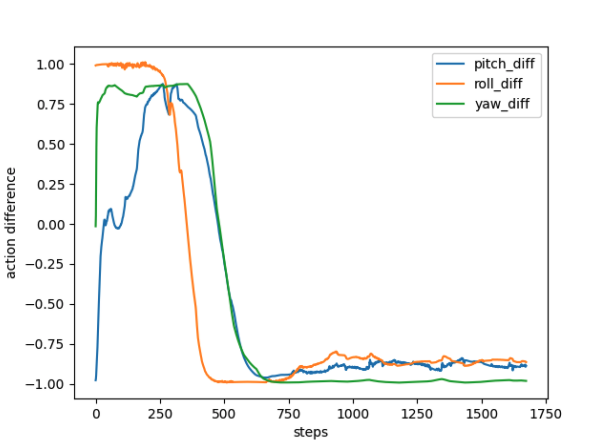 1.00
0.75
0.50
0.25
0.00
−0.25
−0.50
−0.75
−1.00
action difference
0 250 500 750 1000 1250 1500 1750
steps
pitch_diff
roll_diff
yaw_diff